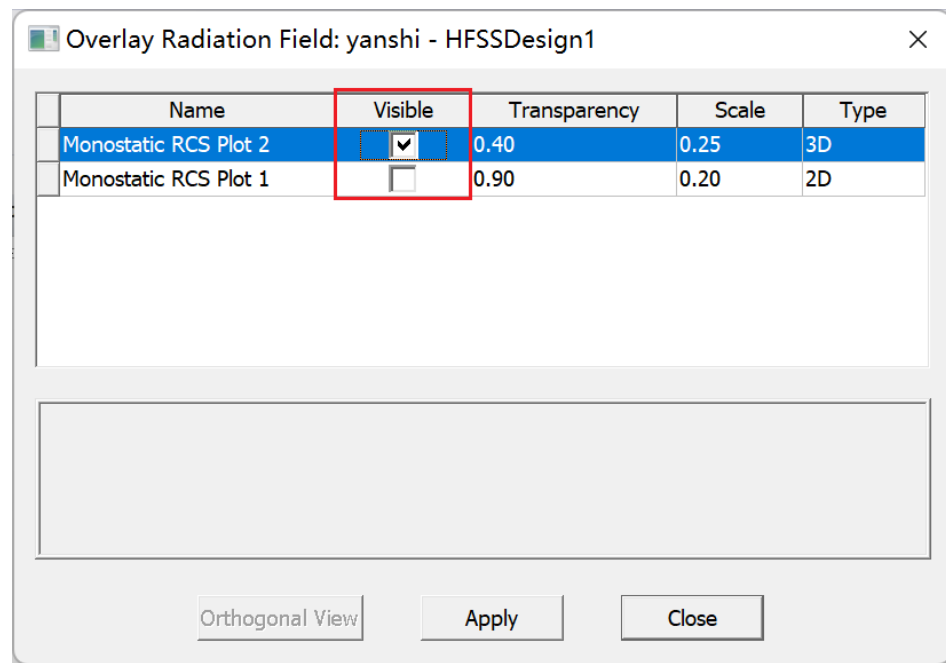 Overlay Radiation Field: yanshi - HFSSDesign1
Name Visible Transparency Scale Type
Monostatic RCS Plot 2 0.40 0.25 3D
Monostatic RCS Plot 1 0.90 0.20 2D
Orthogonal View Apply Close